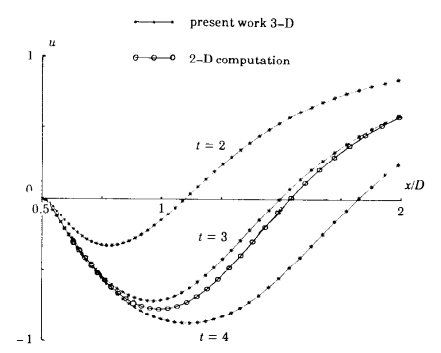 present work 3-D
2-D computation
1
u
t = 2
0
0.5
1
2
x/D
t = 3
t = 4
-1